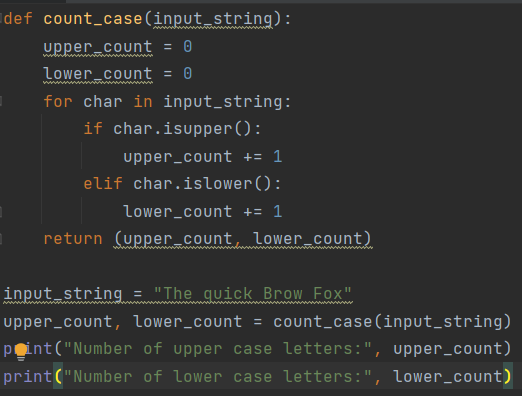 def count_case(input_string):
    upper_count = 0
    lower_count = 0
    for char in input_string:
        if char.isupper():
            upper_count += 1
        elif char.islower():
            lower_count += 1
    return (upper_count, lower_count)

input_string = "The quick Brow Fox"
upper_count, lower_count = count_case(input_string)
print("Number of upper case letters:", upper_count)
print("Number of lower case letters:", lower_count)